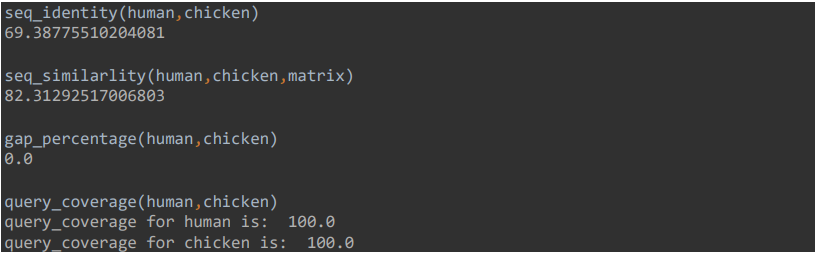 seq_identity(human,chicken)
69.38775510204081
seq_similarlity(human,chicken,matrix)
82.31292517006803
gap_percentage(human,chicken)
0.0
query_coverage(human,chicken)
query_coverage for human is:  100.0
query_coverage for chicken is:  100.0